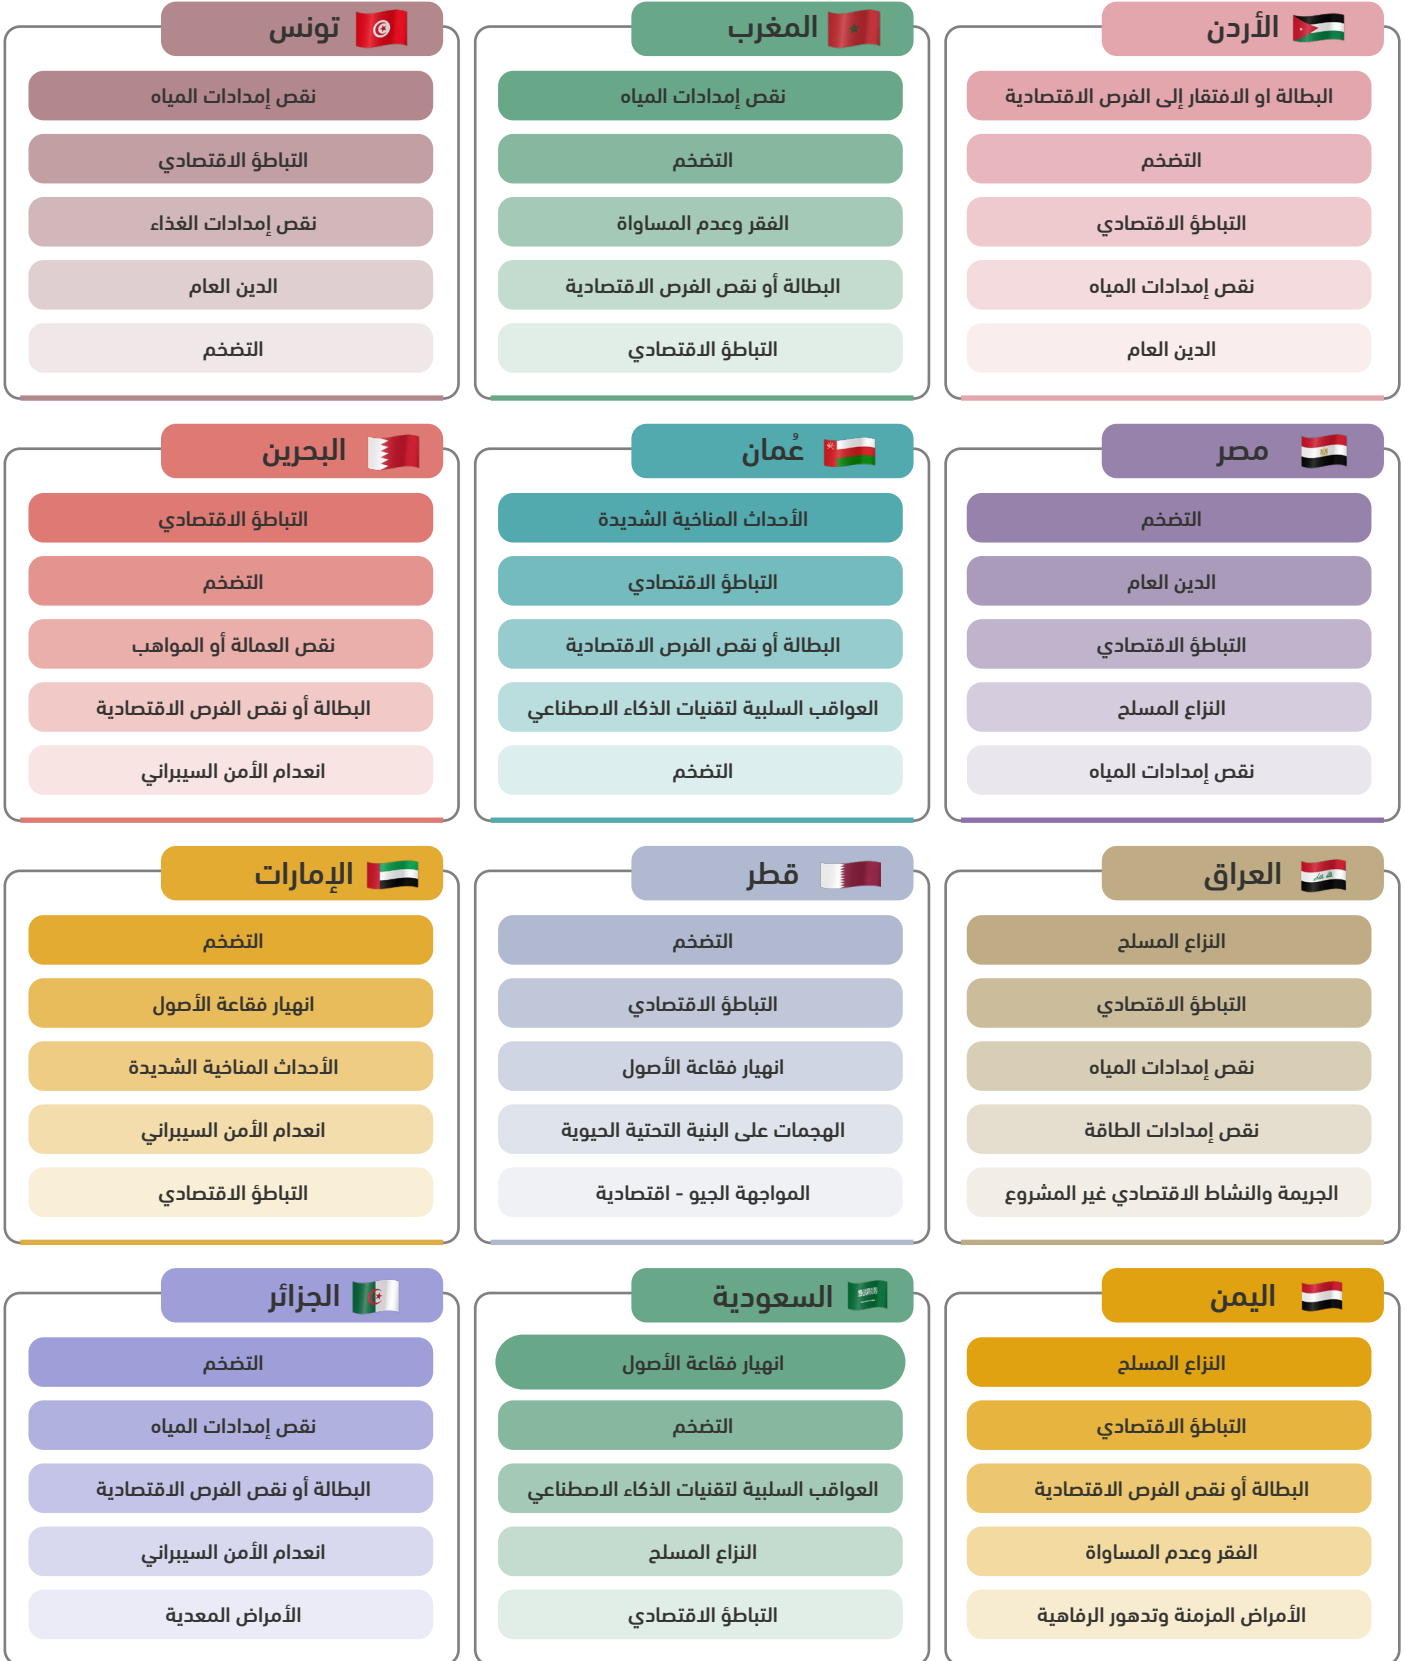 الأردن
البطالة او الافتقار إلى الفرص الاقتصادية
التضخم
التباطؤ الاقتصادي
نقص إمدادات المياه
الدين العام
المغرب
نقص إمدادات المياه
التضخم
الفقر وعدم المساواة
البطالة أو نقص الفرص الاقتصادية
التباطؤ الاقتصادي
تونس
نقص إمدادات المياه
التباطؤ الاقتصادي
نقص إمدادات الغذاء
الدين العام
التضخم
مصر
التضخم
الدين العام
التباطؤ الاقتصادي
النزاع المسلح
نقص إمدادات المياه
عُمان
الأحداث المناخية الشديدة
التباطؤ الاقتصادي
البطالة أو نقص الفرص الاقتصادية
العواقب السلبية لتقنيات الذكاء الاصطناعي
التضخم
البحرين
التباطؤ الاقتصادي
التضخم
نقص العمالة أو المواهب
البطالة أو نقص الفرص الاقتصادية
انعدام الأمن السيبراني
العراق
النزاع المسلح
التباطؤ الاقتصادي
نقص إمدادات المياه
نقص إمدادات الطاقة
الجريمة والنشاط الاقتصادي غير المشروع
قطر
التضخم
التباطؤ الاقتصادي
انهيار فقاعة الأصول
الهجمات على البنية التحتية الحيوية
المواجهة الجيو - اقتصادية
الإمارات
التضخم
انهيار فقاعة الأصول
الأحداث المناخية الشديدة
انعدام الأمن السيبراني
التباطؤ الاقتصادي
اليمن
النزاع المسلح
التباطؤ الاقتصادي
البطالة أو نقص الفرص الاقتصادية
الفقر وعدم المساواة
الأمراض المزمنة وتدهور الرفاهية
السعودية
انهيار فقاعة الأصول
التضخم
العواقب السلبية لتقنيات الذكاء الاصطناعي
النزاع المسلح
التباطؤ الاقتصادي
الجزائر
التضخم
نقص إمدادات المياه
البطالة أو نقص الفرص الاقتصادية
انعدام الأمن السيبراني
الأمراض المعدية